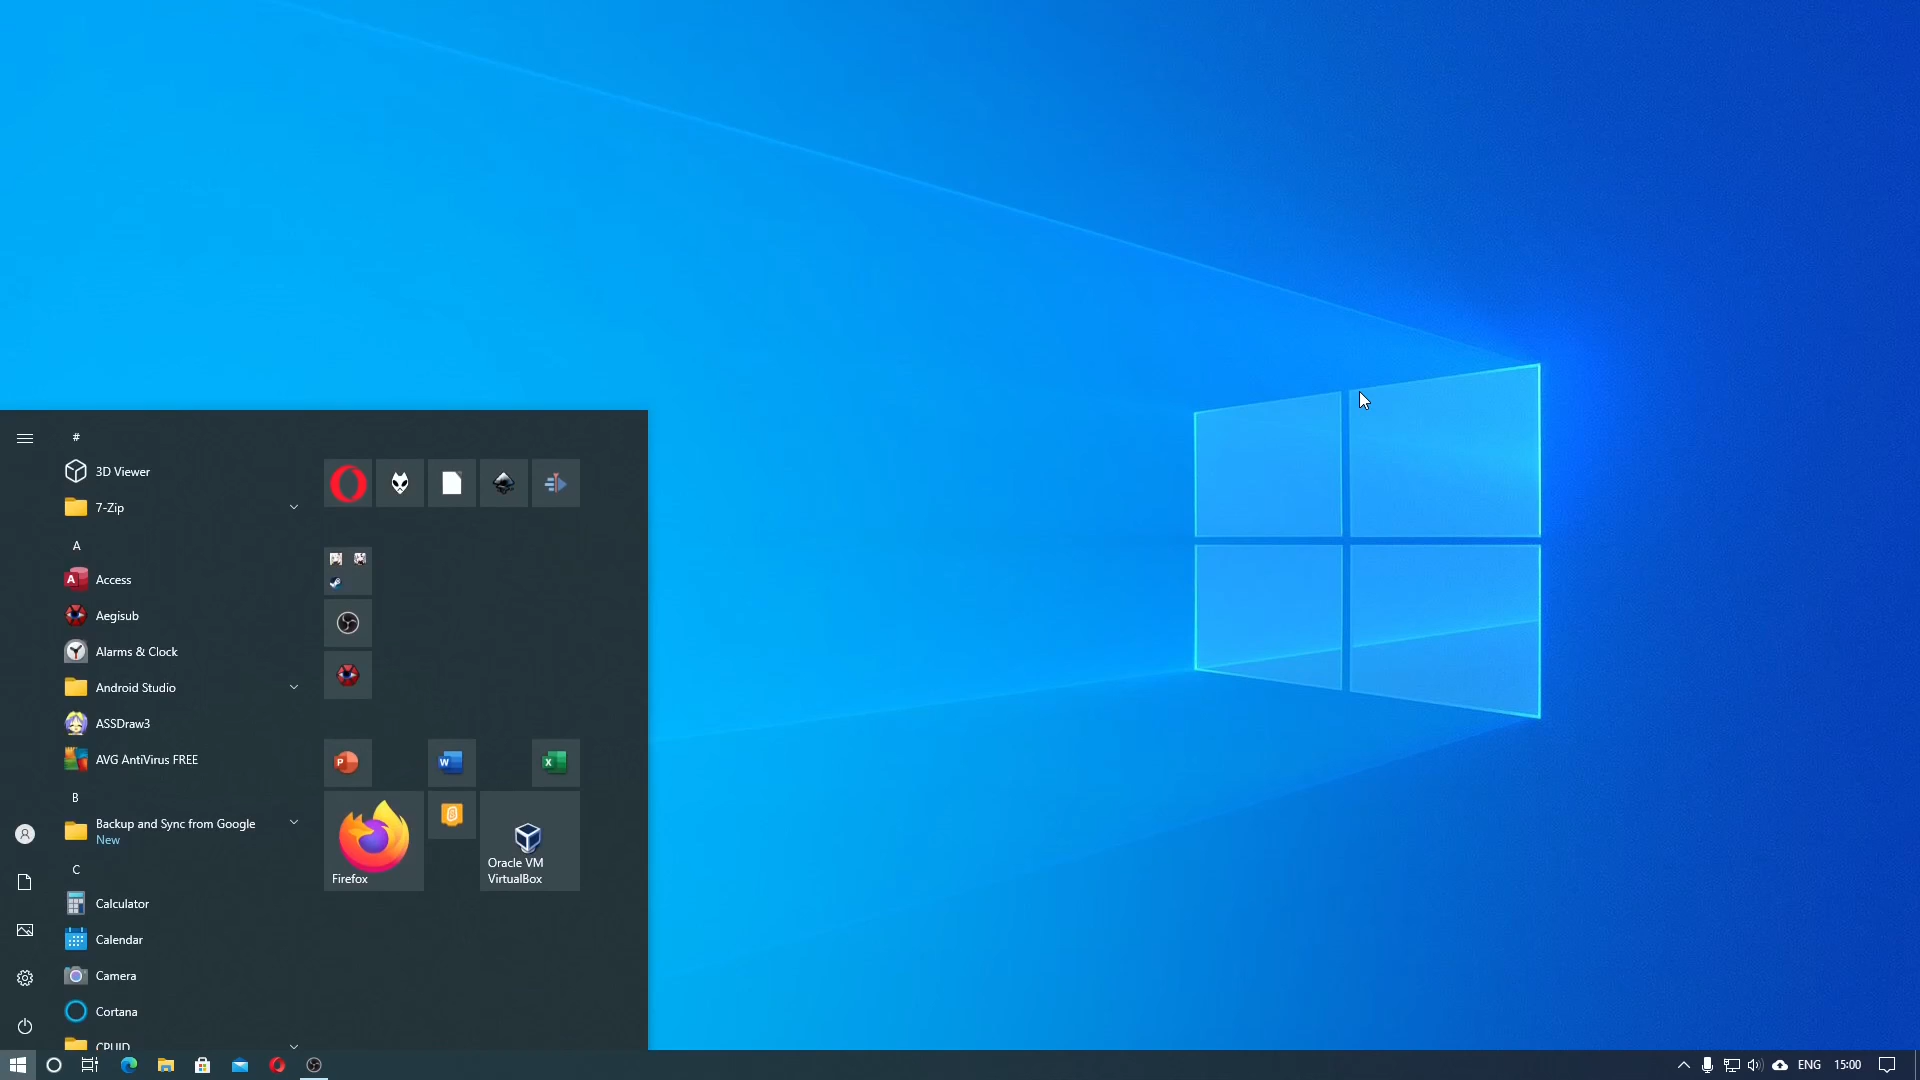 #
3D Viewer
7-Zip
A
Access
Aegisub
Alarms & Clock
Android Studio
ASSDraw3
AVG AntiVirus FREE
B
Backup and Sync from Google
New
C
Calculator
Calendar
Camera
Cortana
CPUID
Firefox
Oracle VM
VirtualBox
ENG
15:00